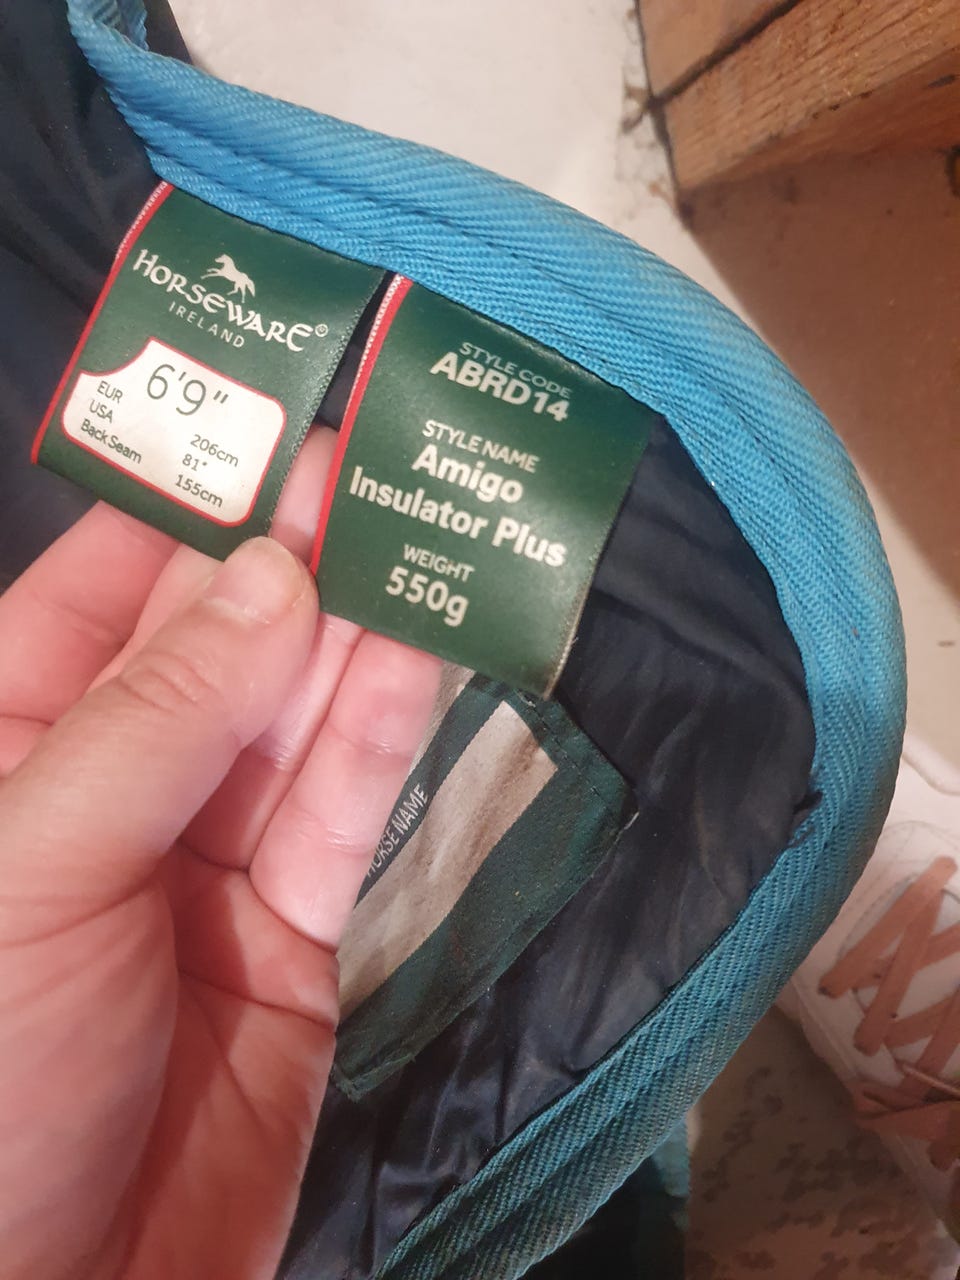 HORSEWARE®
IRELAND
6'9"
EUR 206cm
USA 81"
Back Seam 155cm
STYLE CODE
ABRD14
STYLE NAME
Amigo
Insulator Plus
WEIGHT
550g
HORSE NAME